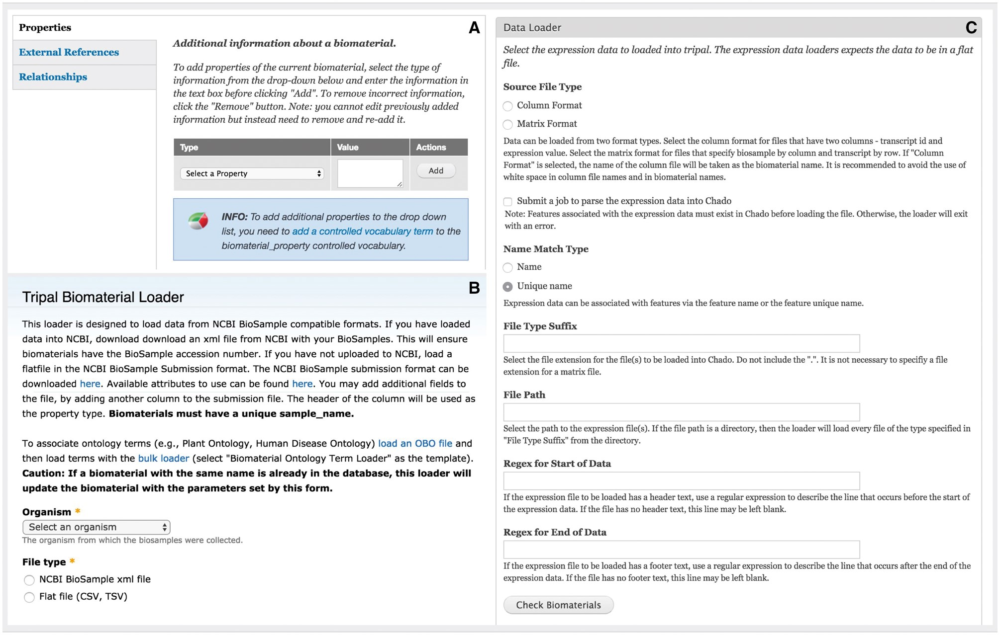 Properties
External References
Relationships
A
Additional information about a biomaterial.
To add properties of the current biomaterial, select the type of
information from the drop-down below and enter the information in
the text box before clicking "Add". To remove incorrect information,
click the "Remove" button. Note: you cannot edit previously added
information but instead need to remove and re-add it.
Type Value Actions
Select a Property Add
INFO: To add additional properties to the drop down
list, you need to add a controlled vocabulary term to the
biomaterial_property controlled vocabulary.
B
Tripal Biomaterial Loader
This loader is designed to load data from NCBI BioSample compatible formats. If you have loaded
data into NCBI, download download an xml file from NCBI with your BioSamples. This will ensure
biomaterials have the BioSample accession number. If you have not uploaded to NCBI, load a
flatfile in the NCBI BioSample Submission format. The NCBI BioSample submission format can be
downloaded here. Available attributes to use can be found here. You may add additional fields to
the file, by adding another column to the submission file. The header of the column will be used as
the property type. Biomaterials must have a unique sample_name.
To associate ontology terms (e.g., Plant Ontology, Human Disease Ontology) load an OBO file and
then load terms with the bulk loader (select "Biomaterial Ontology Term Loader" as the template).
Caution: If a biomaterial with the same name is already in the database, this loader will
update the biomaterial with the parameters set by this form.
Organism *
Select an organism
The organism from which the biosamples were collected.
File type *
NCBI BioSample xml file
Flat file (CSV, TSV)
Data Loader
C
Select the expression data to loaded into tripal. The expression data loaders expects the data to be in a flat
file.
Source File Type
Column Format
Matrix Format
Data can be loaded from two format types. Select the column format for files that have two columns - transcript id and
expression value. Select the matrix format for files that specify biosample by column and transcript by row. If "Column
Format" is selected, the name of the column file will be taken as the biomaterial name. It is recommended to avoid the use of
white space in column file names and in biomaterial names.
Submit a job to parse the expression data into Chado
Note: Features associated with the expression data must exist in Chado before loading the file. Otherwise, the loader will exit
with an error.
Name Match Type
Name
Unique name
Expression data can be associated with features via the feature name or the feature unique name.
File Type Suffix
Select the file extension for the file(s) to be loaded into Chado. Do not include the ".". It is not necessary to specifiy a file
extension for a matrix file.
File Path
Select the path to the expression file(s). If the file path is a directory, then the loader will load every file of the type specified in
"File Type Suffix" from the directory.
Regex for Start of Data
If the expression file to be loaded has a header text, use a regular expression to describe the line that occurs before the start of
the expression data. If the file has no header text, this line may be left blank.
Regex for End of Data
If the expression file to be loaded has a footer text, use a regular expression to describe the line that occurs after the end of the
expression data. If the file has no footer text, this line may be left blank.
Check Biomaterials